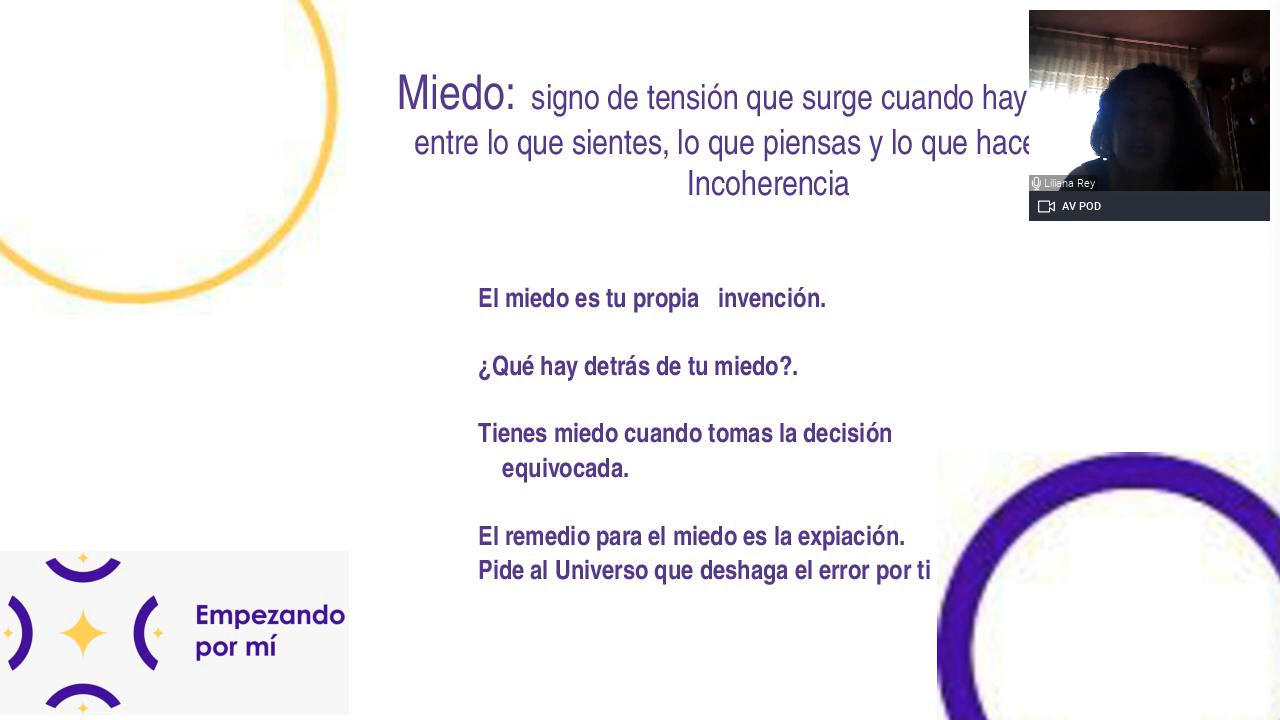 Miedo: signo de tensión que surge cuando hay
entre lo que sientes, lo que piensas y lo que hace
Incoherencia
Liliana Rey
AV POD
El miedo es tu propia invención.
¿Qué hay detrás de tu miedo?.
Tienes miedo cuando tomas la decisión
equivocada.
El remedio para el miedo es la expiación.
Pide al Universo que deshaga el error por ti
Empezando
por mí